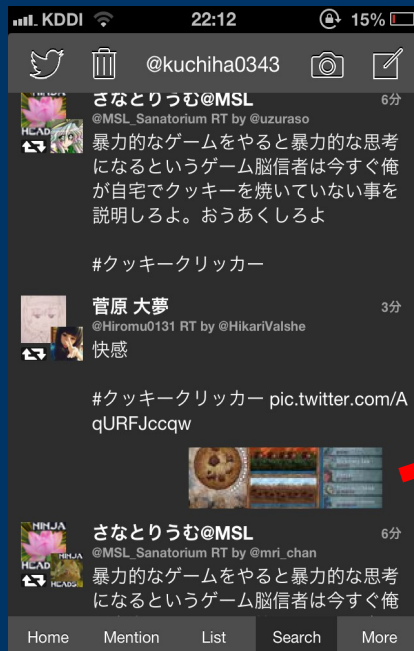 KDDI 22:12 15%
@kuchiha0343
さなとりうむ@MSL 6分
@MSL_Sanatorium RT by @uzuraso
暴力的なゲームをやると暴力的な思考
になるというゲーム脳信者は今すぐ俺
が自宅でクッキーを焼いていない事を
説明しろよ。おうあくしろよ
#クッキークリッカー
菅原 大夢 3分
@Hiromu0131 RT by @HikariValshe
快感
#クッキークリッカー pic.twitter.com/A
qURFJccqw
さなとりうむ@MSL 6分
@MSL_Sanatorium RT by @mri_chan
暴力的なゲームをやると暴力的な思考
になるというゲーム脳信者は今すぐ俺
Home Mention List Search More